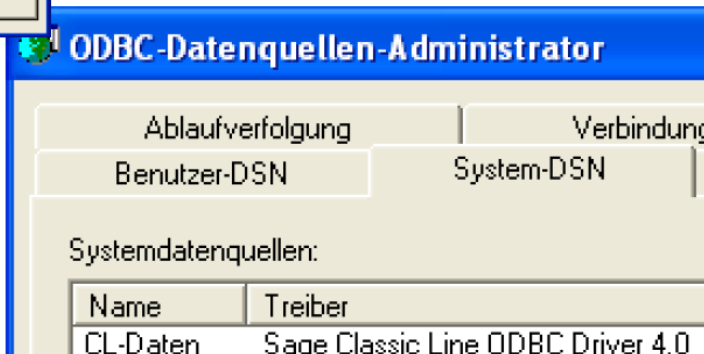 ODBC-Datenquellen-Administrator
Ablaufverfolgung
Benutzer-DSN System-DSN
Systemdatenquellen:
Name Treiber
CL-Daten Sage Classic Line ODBC Driver 4.0